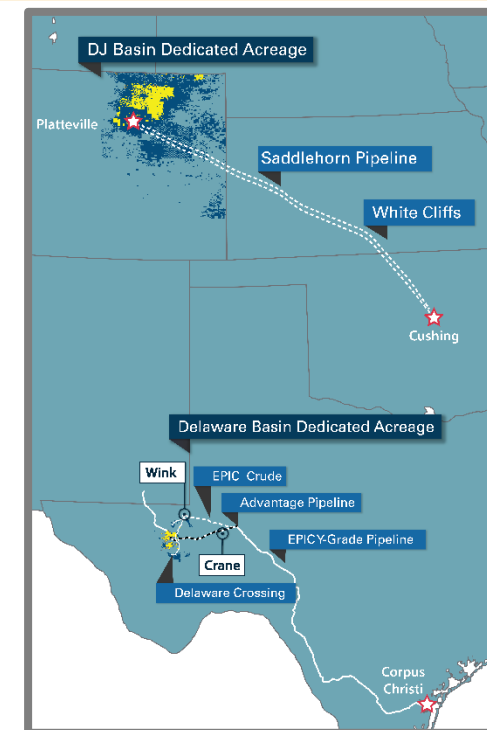 DJ Basin Dedicated Acreage
Platteville
Saddlehorn Pipeline
White Cliffs
Cushing
Delaware Basin Dedicated Acreage
Wink
EPIC Crude
Advantage Pipeline
EPICY-Grade Pipeline
Crane
Delaware Crossing
Corpus
Christi